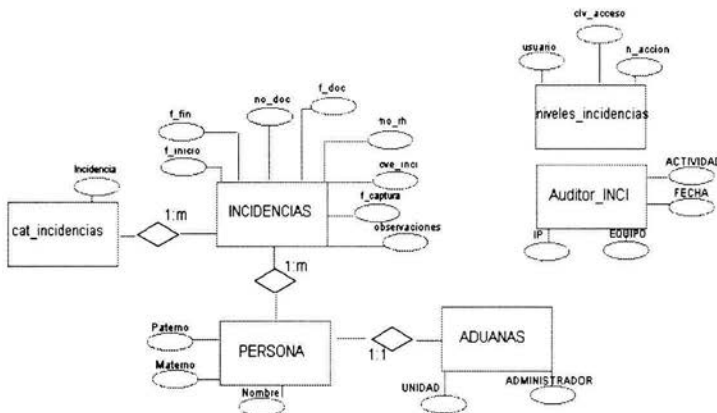 clv_acceso
usuario
n_accion
niveles_incidencias
f_doc
no_doc
f_fin
f_inicio
cve_inci
f_captura
observaciones
INCIDENCIAS
Incidencia
cat_incidencias
1:m
1:m
ACTIVIDAD
FECHA
Auditor_INCI
IP
EQUIPO
Paterno
Materno
Nombre
PERSONA
1:1
ADUANAS
UNIDAD
ADMINISTRADOR